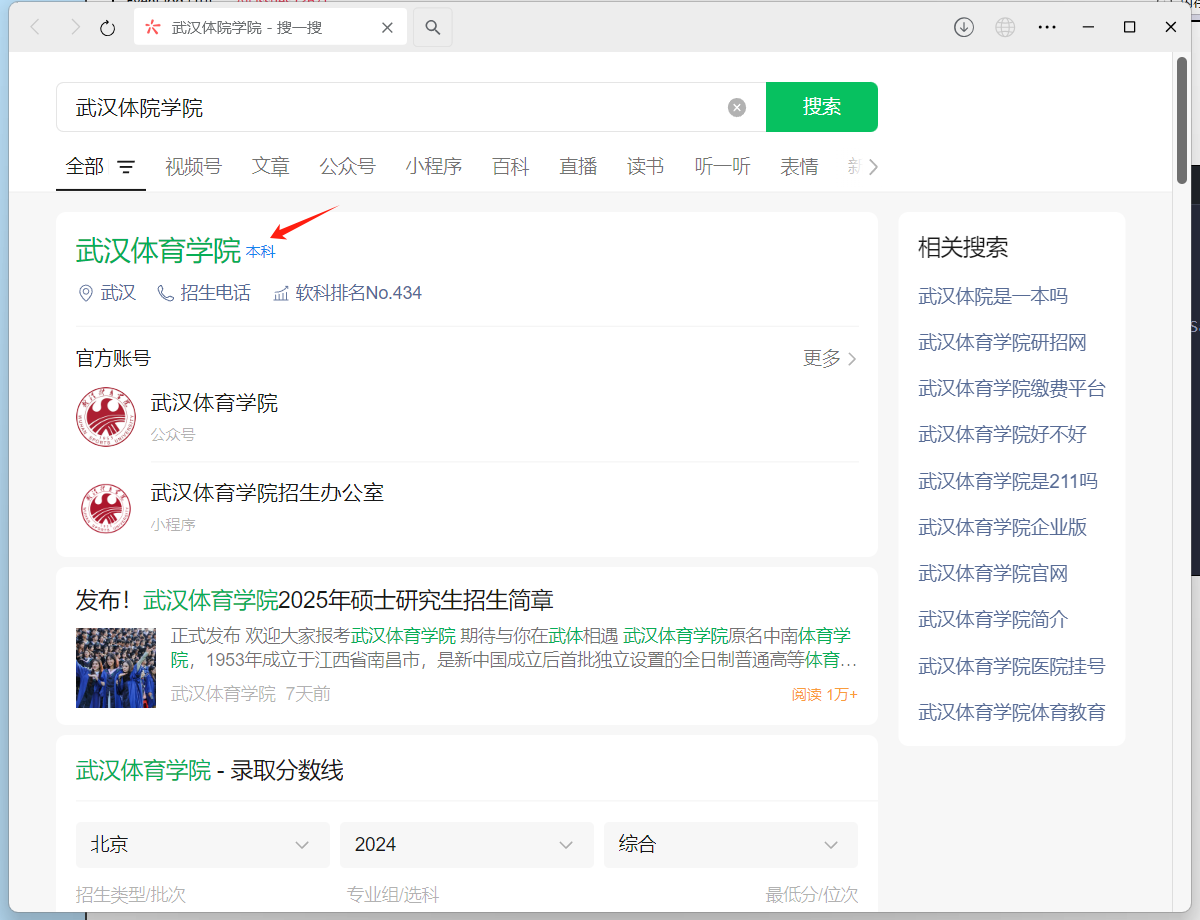 武汉体院学院 - 搜一搜
武汉体院学院
搜索
全部 视频号 文章 公众号 小程序 百科 直播 读书 听一听 表情 新
武汉体育学院 本科
武汉 招生电话 软科排名No.434
官方账号 更多
武汉体育学院
公众号
武汉体育学院招生办公室
小程序
发布！武汉体育学院2025年硕士研究生招生简章
正式发布 欢迎大家报考武汉体育学院 期待与你在武体相遇 武汉体育学院原名中南体育学
院，1953年成立于江西省南昌市，是新中国成立后首批独立设置的全日制普通高等体育...
武汉体育学院 7天前 阅读 1万+
武汉体育学院 - 录取分数线
北京 2024 综合
招生类型/批次 专业组/选科 最低分/位次
相关搜索
武汉体院是一本吗
武汉体育学院研招网
武汉体育学院缴费平台
武汉体育学院好不好
武汉体育学院是211吗
武汉体育学院企业版
武汉体育学院官网
武汉体育学院简介
武汉体育学院医院挂号
武汉体育学院体育教育